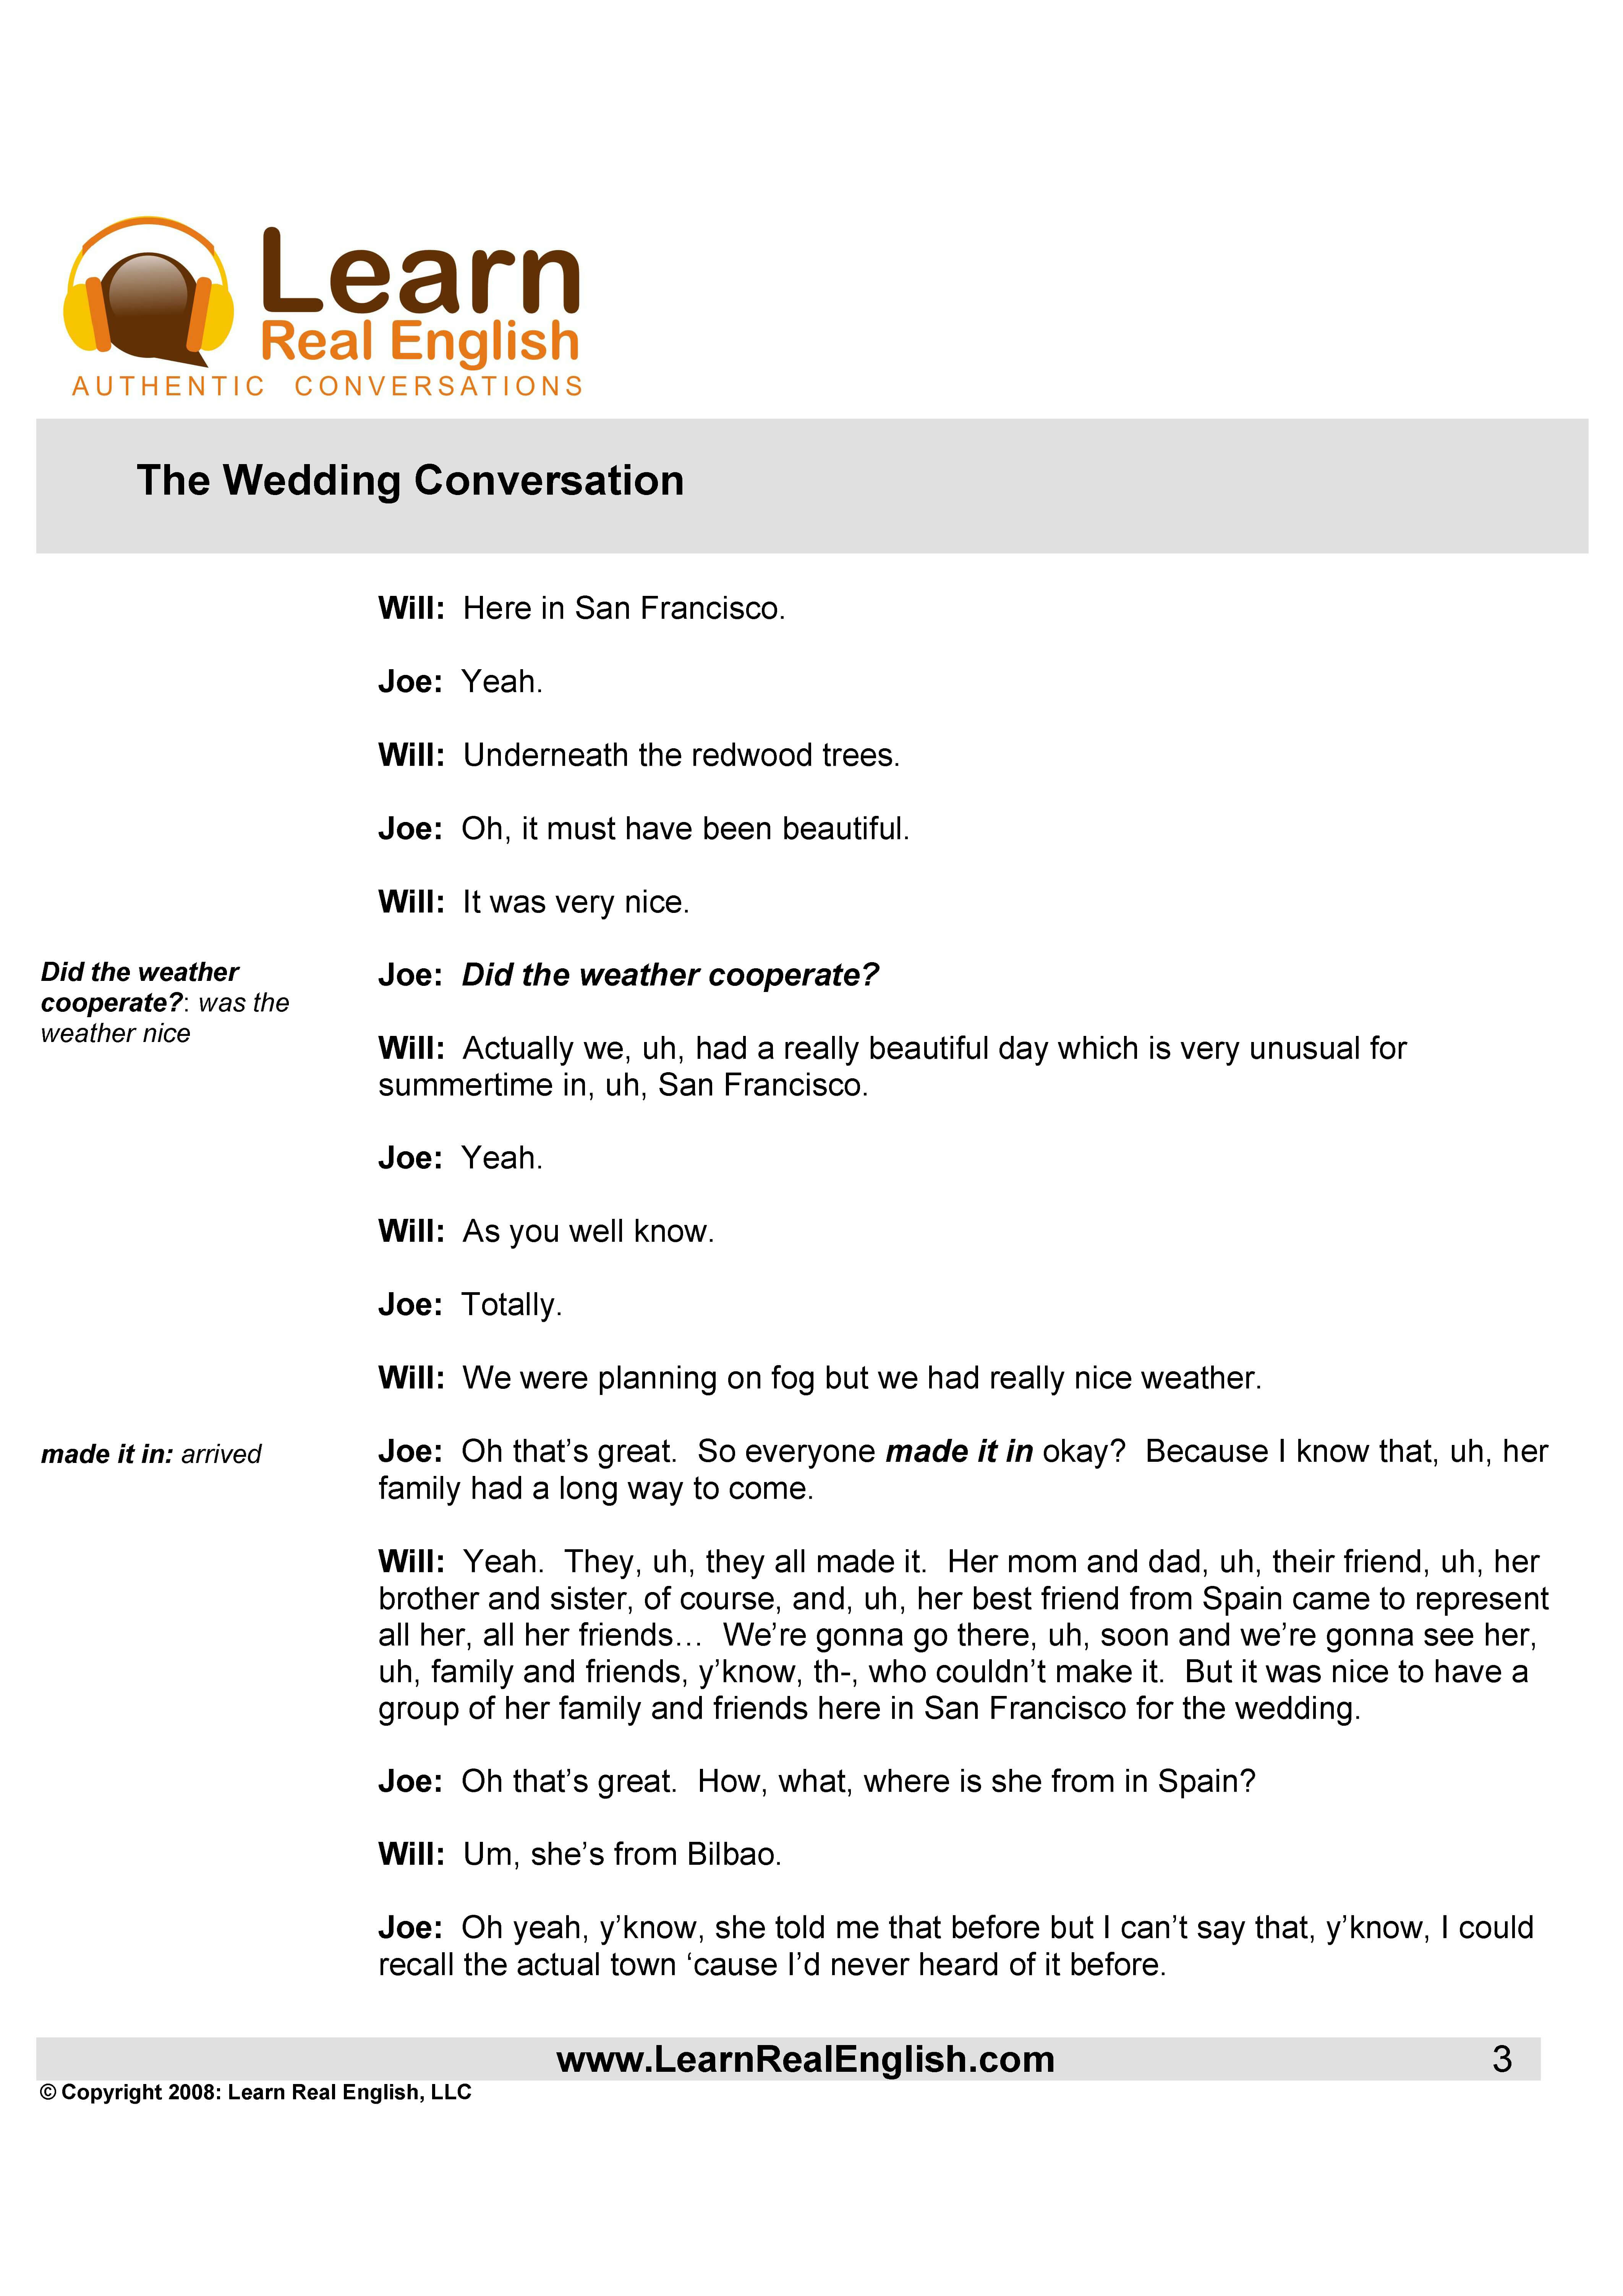 Learn
Real English
AUTHENTIC CONVERSATIONS
The Wedding Conversation
Will: Here in San Francisco.
Joe: Yeah.
Will: Underneath the redwood trees.
Joe: Oh, it must have been beautiful.
Will: It was very nice.
Did the weather
cooperate?: was the
weather nice
Joe: Did the weather cooperate?
Will: Actually we, uh, had a really beautiful day which is very unusual for
summertime in, uh, San Francisco.
Joe: Yeah.
Will: As you well know.
Joe: Totally.
Will: We were planning on fog but we had really nice weather.
made it in: arrived
Joe: Oh that’s great. So everyone made it in okay? Because I know that, uh, her
family had a long way to come.
Will: Yeah. They, uh, they all made it. Her mom and dad, uh, their friend, uh, her
brother and sister, of course, and, uh, her best friend from Spain came to represent
all her, all her friends… We’re gonna go there, uh, soon and we’re gonna see her,
uh, family and friends, y’know, th-, who couldn’t make it. But it was nice to have a
group of her family and friends here in San Francisco for the wedding.
Joe: Oh that’s great. How, what, where is she from in Spain?
Will: Um, she’s from Bilbao.
Joe: Oh yeah, y’know, she told me that before but I can’t say that, y’know, I could
recall the actual town ‘cause I’d never heard of it before.
www.LearnRealEnglish.com 3
© Copyright 2008: Learn Real English, LLC